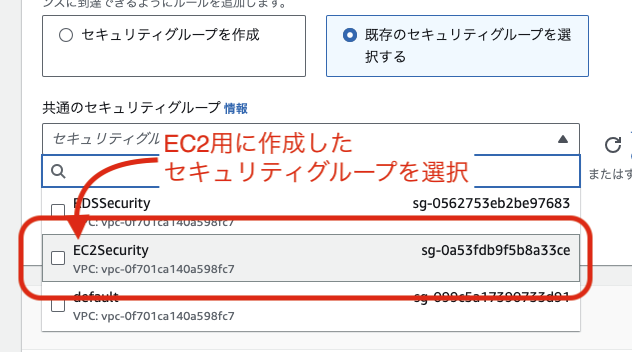 ンスに到達できるようにルールを追加します。
セキュリティグループを作成
既存のセキュリティグループを選
択する
共通のセキュリティグループ 情報
セキュリティグル
EC2用に作成した
セキュリティグループを選択
または
RDSSecurity sg-0562753eb2be97683
VPC: vpc-0f701ca140a598fc7
EC2Security sg-0a53fdb9f5b8a33ce
VPC: vpc-0f701ca140a598fc7
default
VPC: vpc-0f701ca140a598fc7